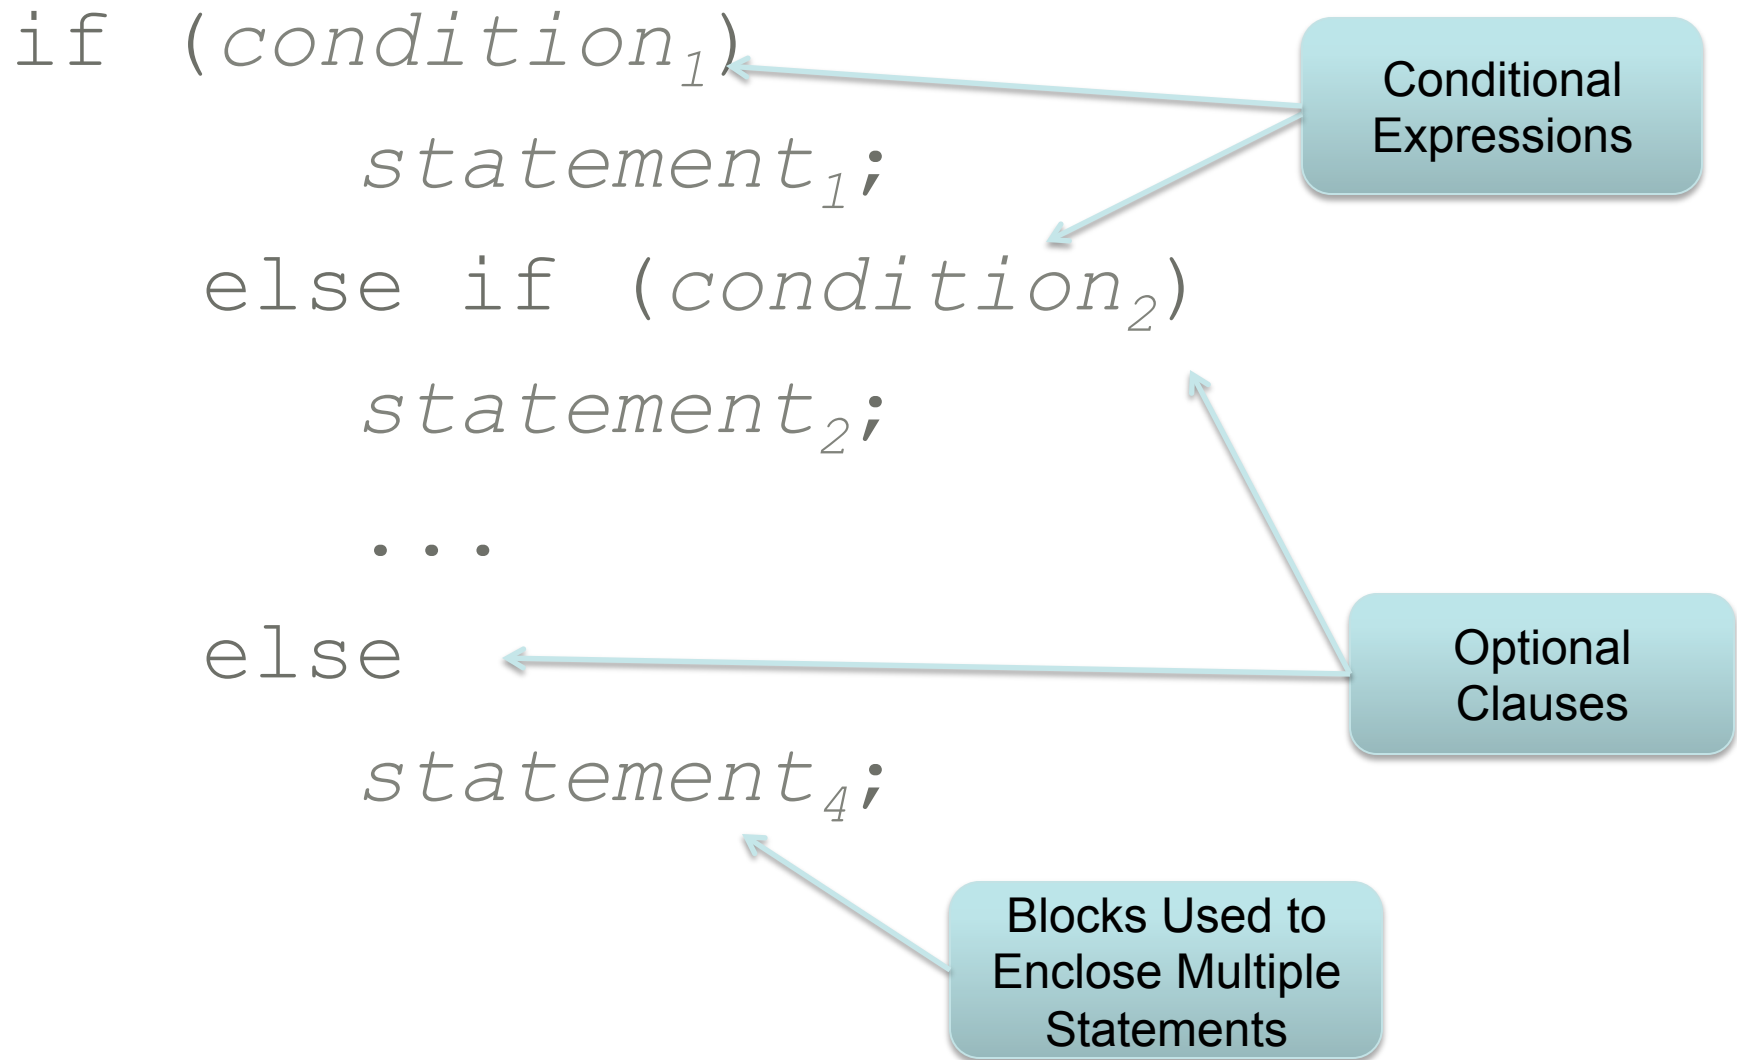 if (condition₁)
statement₁;
else if (condition₂)
statement₂;
...
else
statement₄;
Conditional
Expressions
Optional
Clauses
Blocks Used to
Enclose Multiple
Statements